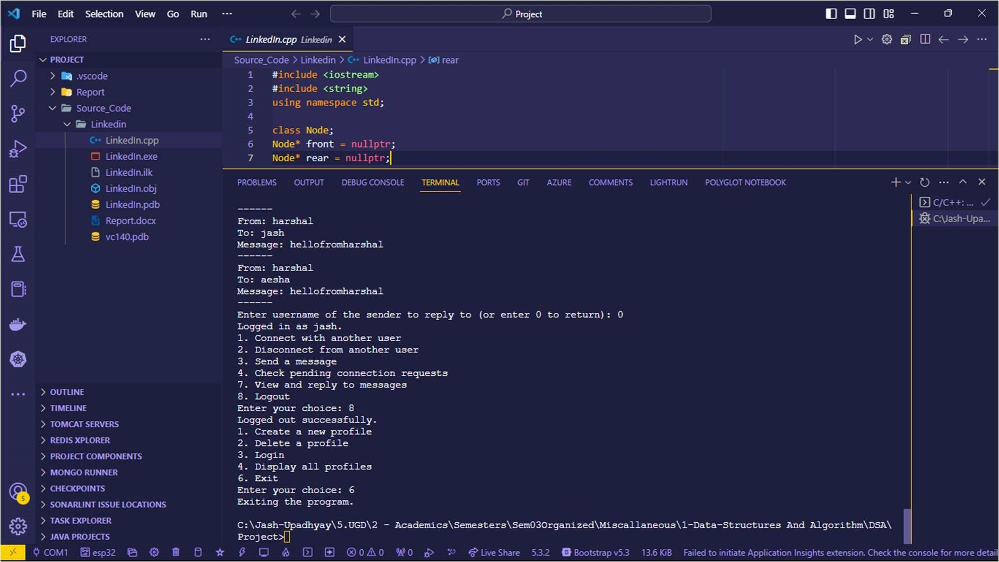 File Edit Selection View Go Run ··· Project
EXPLORER ···
PROJECT
.vscode
Report
Source_Code
Linkedin
LinkedIn.cpp
LinkedIn.exe
LinkedIn.ilk
LinkedIn.obj
LinkedIn.pdb
Report.docx
vc140.pdb
OUTLINE
TIMELINE
TOMCAT SERVERS
REDIS XPLORER
PROJECT COMPONENTS
MONGO RUNNER
CHECKPOINTS
SONARLINT ISSUE LOCATIONS
TASK EXPLORER
JAVA PROJECTS
5
LinkedIn.cpp Linkedin
Source_Code > Linkedin > LinkedIn.cpp > rear
1 #include <iostream>
2 #include <string>
3 using namespace std;
4
5 class Node;
6 Node* front = nullptr;
7 Node* rear = nullptr;
PROBLEMS OUTPUT DEBUG CONSOLE TERMINAL PORTS GIT AZURE COMMENTS LIGHTRUN POLYGLOT NOTEBOOK
C/C++: ...
C:\Jash-Upa...
------
From: harshal
To: jash
Message: hellofromharshal
------
From: harshal
To: aesha
Message: hellofromharshal
------
Enter username of the sender to reply to (or enter 0 to return): 0
Logged in as jash.
1. Connect with another user
2. Disconnect from another user
3. Send a message
4. Check pending connection requests
7. View and reply to messages
8. Logout
Enter your choice: 8
Logged out successfully.
1. Create a new profile
2. Delete a profile
3. Login
4. Display all profiles
6. Exit
Enter your choice: 6
Exiting the program.
C:\Jash-Upadhyay\5.UGD\2 - Academics\Semesters\Sem03Organized\Miscallaneous\1-Data-Structures And Algorithm\DSA\
Project>
COM1 esp32 0 0 0 Live Share 5.3.2 Bootstrap v5.3 13.6 KiB Failed to initiate Application Insights extension. Check the console for more detail